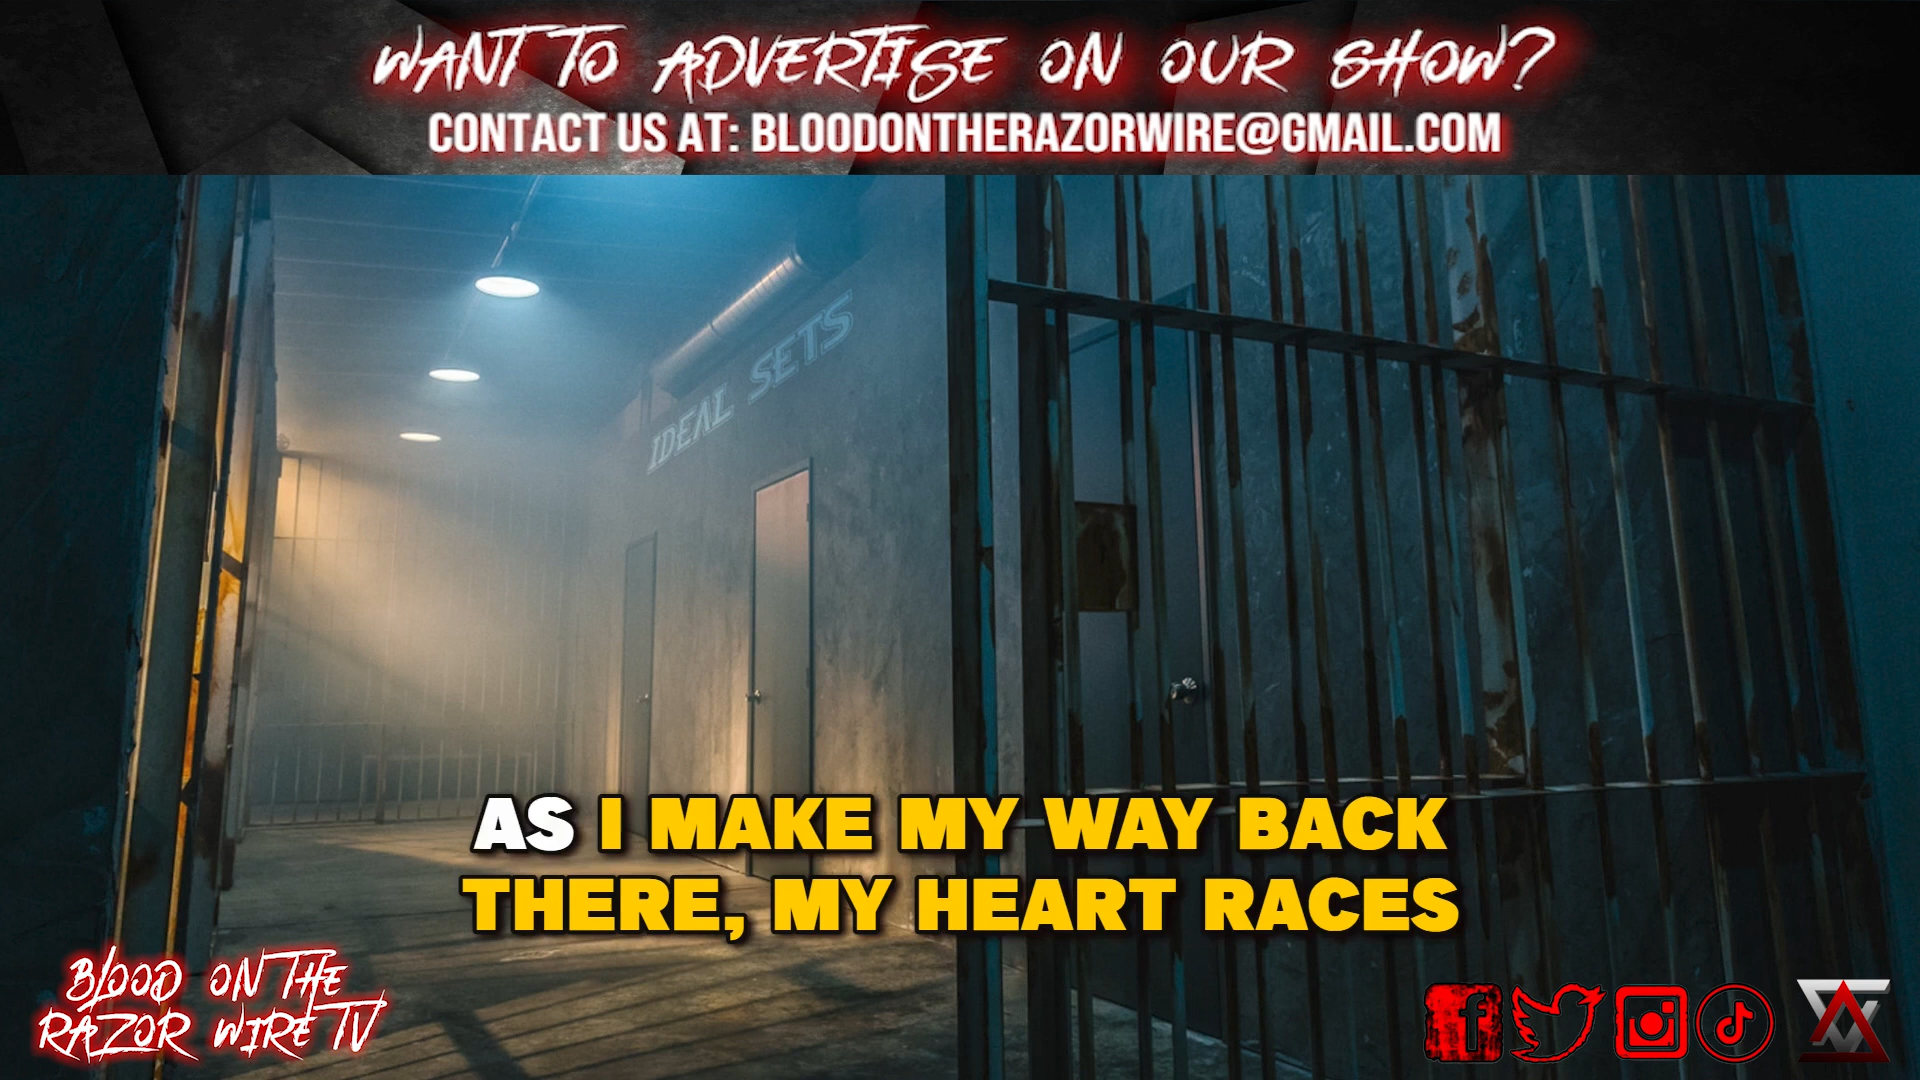 WANT TO ADVERTISE ON OUR SHOW?
CONTACT US AT: BLOODONTHERAZORWIRE@GMAIL.COM
IDEAL SETS
AS I MAKE MY WAY BACK
THERE, MY HEART RACES
BLOOD ON THE
RAZOR WIRE TV